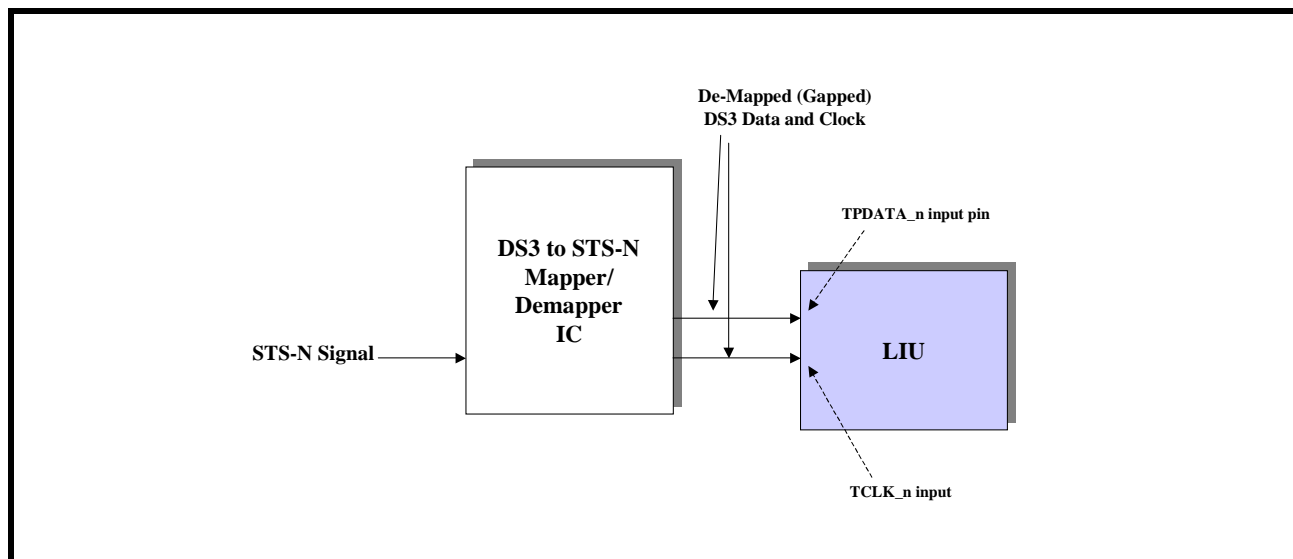 De-Mapped (Gapped)
DS3 Data and Clock
TPDATA_n input pin
DS3 to STS-N
Mapper/
Demapper
IC
STS-N Signal
LIU
TCLK_n input